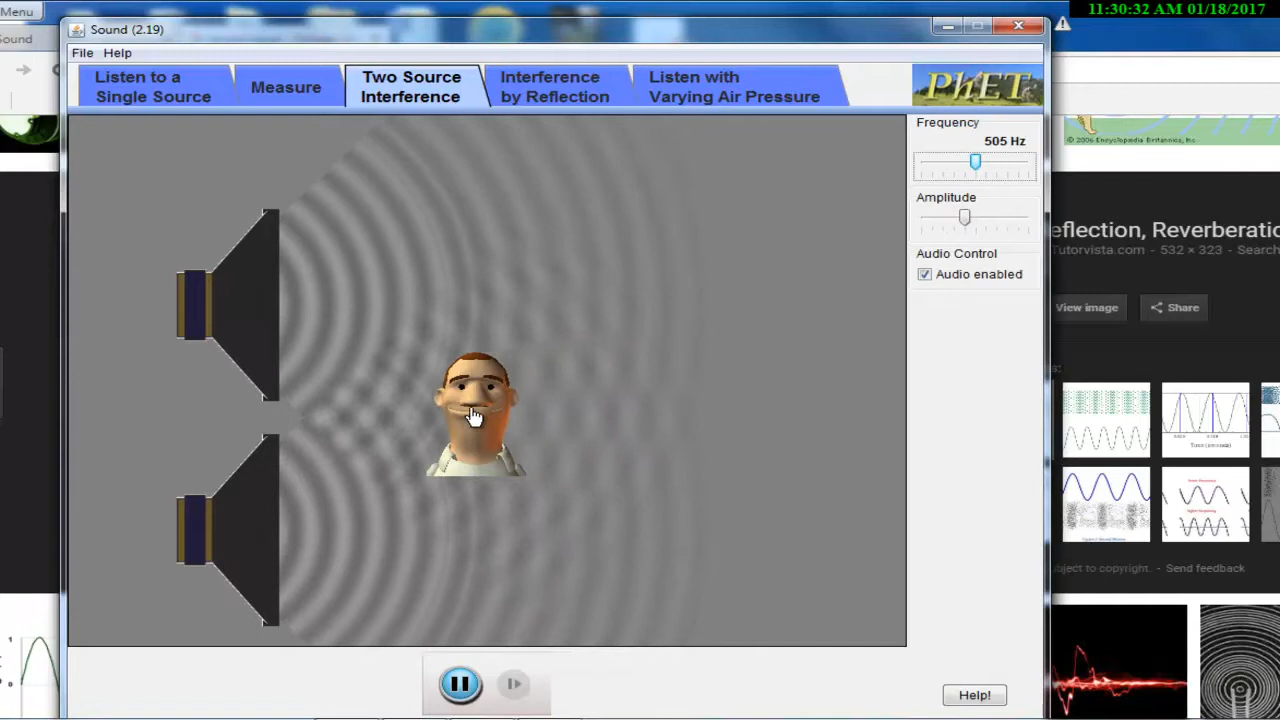 Menu
11:30:32 AM 01/18/2017
Sound (2.19)
Sound
File Help
Listen to a
Single Source
Measure
Two Source
Interference
Interference
by Reflection
Listen with
Varying Air Pressure
PhET
Frequency
505 Hz
Amplitude
Audio Control
Audio enabled
Help!
© 2006 Encyclopædia Britannica, Inc.
eflection, Reverberatio
Tutorvista.com - 532 × 323 - Search
View image
Share
s:
ubject to copyright. - Send feedback